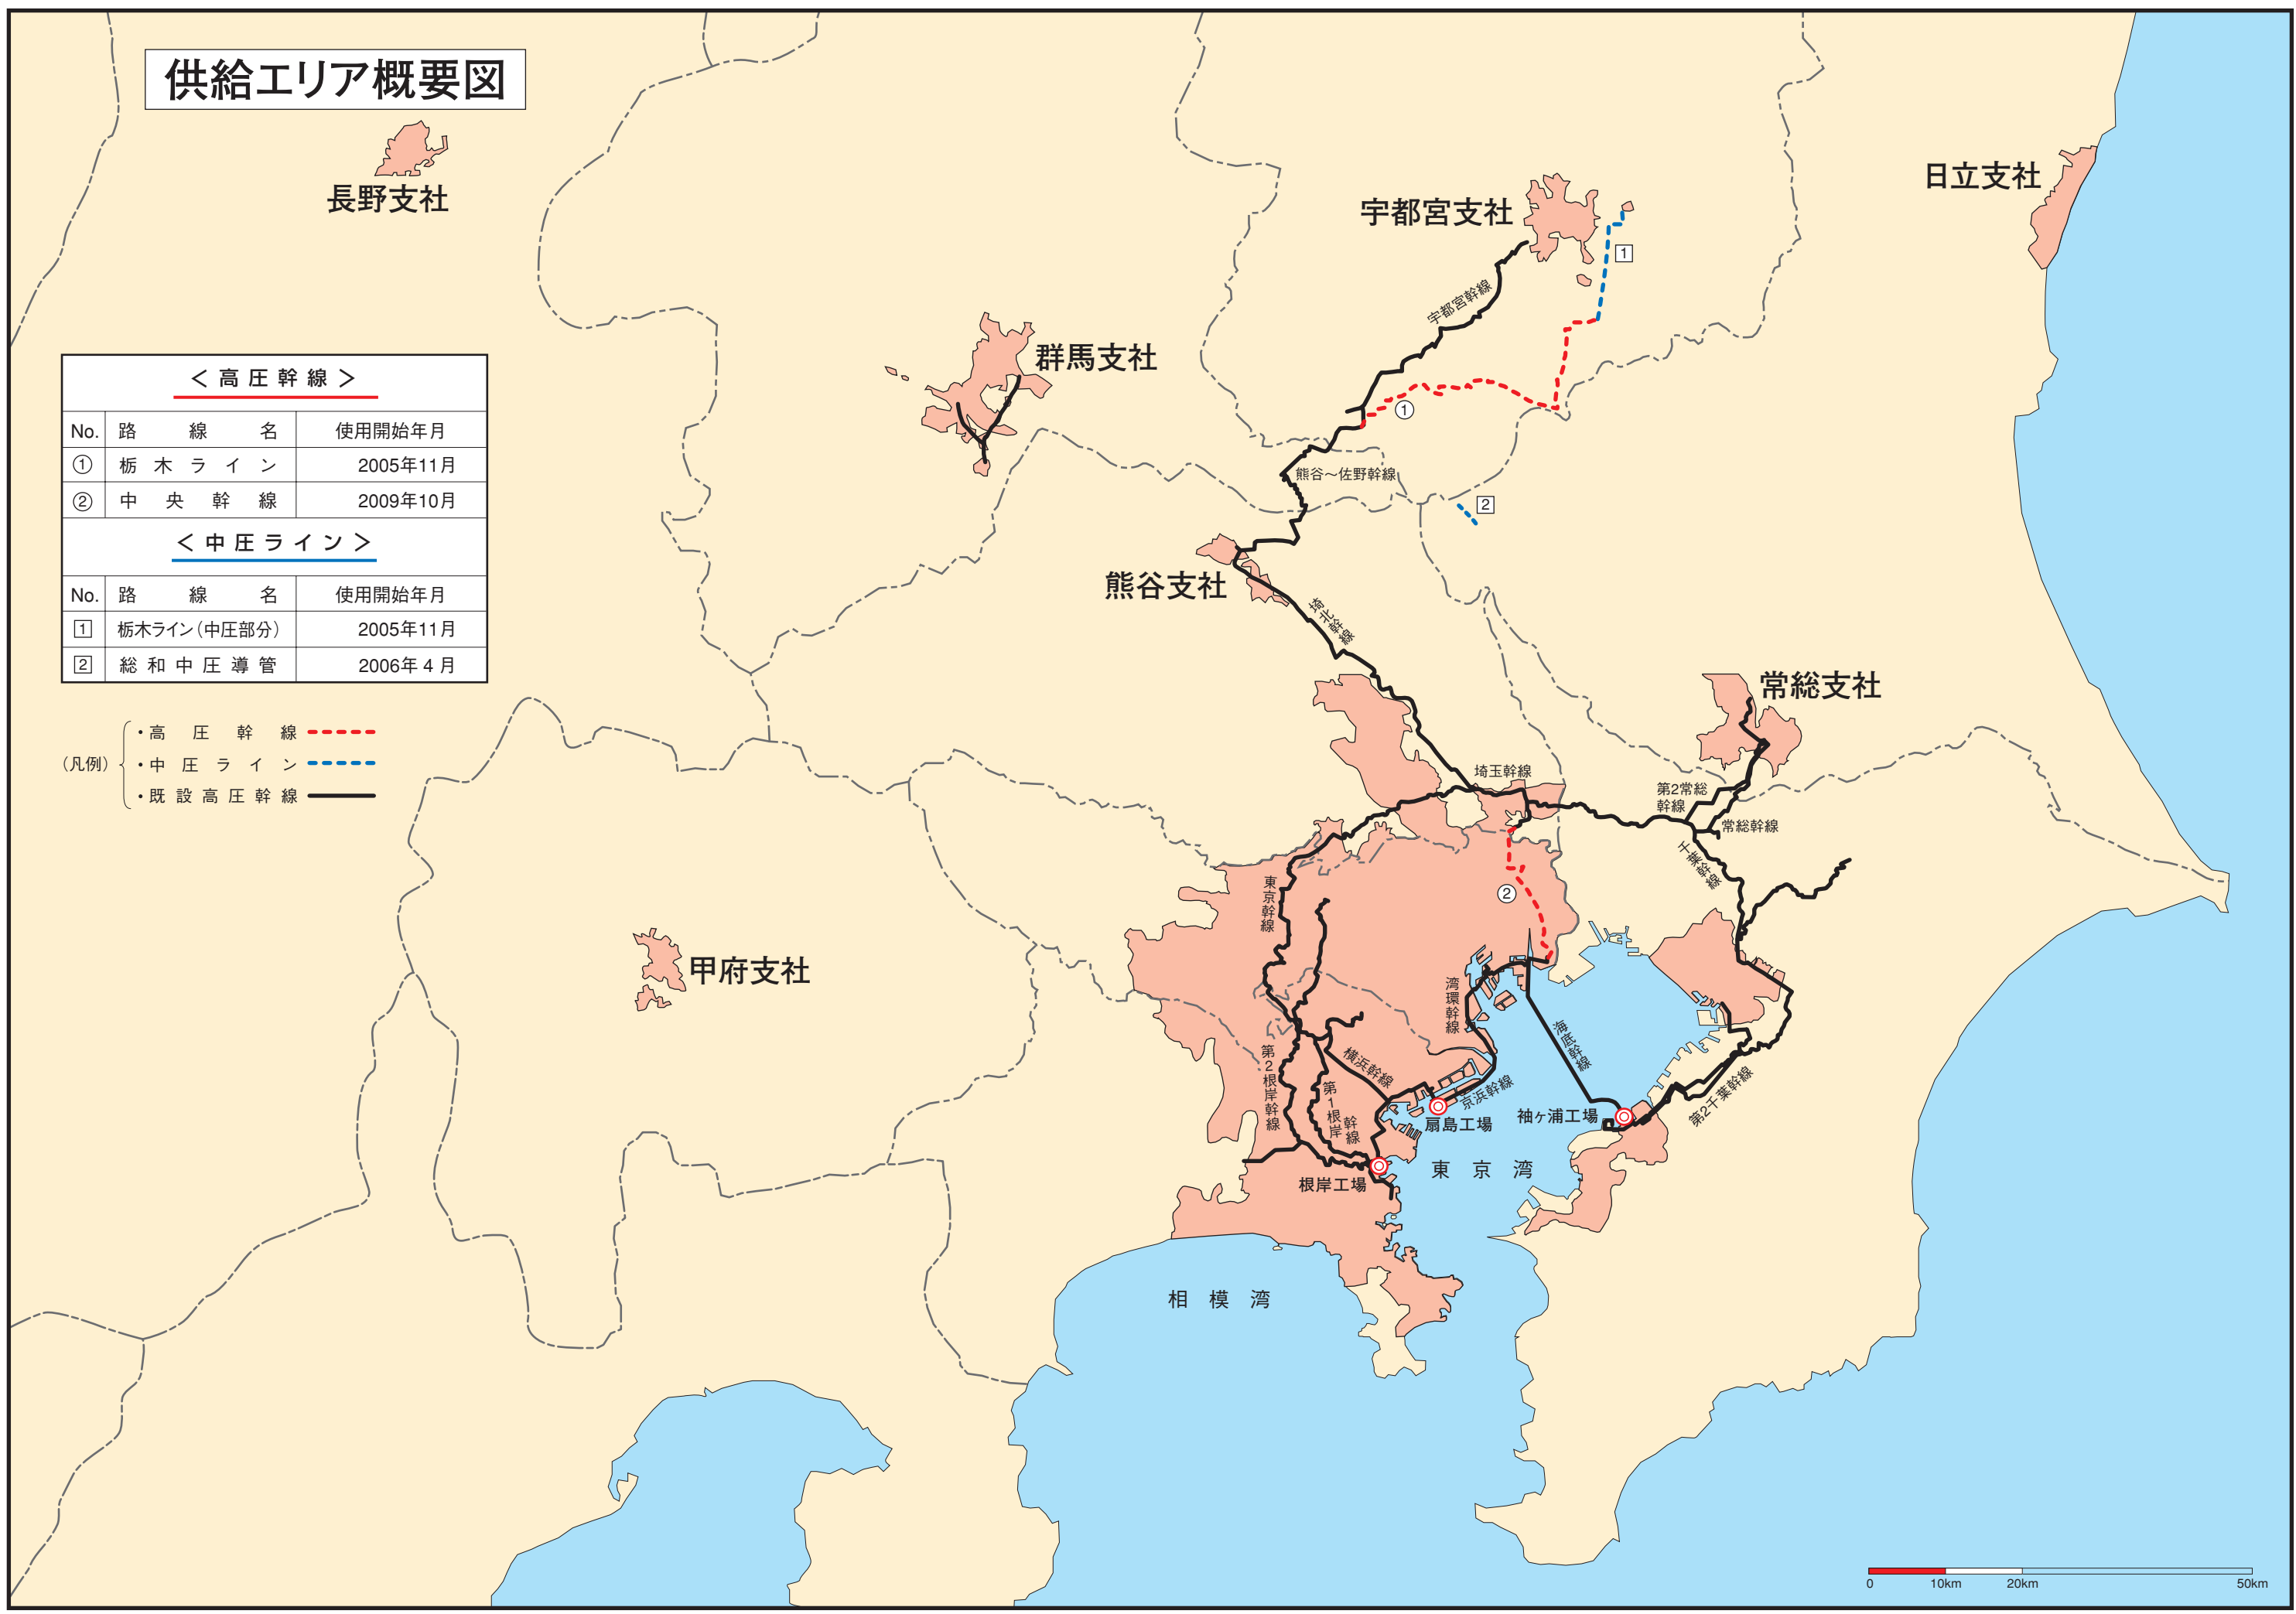 供給エリア概要図
長野支社
宇都宮支社
日立支社
1
宇都宮幹線
群馬支社
1
<高圧幹線>
No. 路線名 使用開始年月
① 栃木ライン 2005年11月
② 中央幹線 2009年10月
<中圧ライン>
No. 路線名 使用開始年月
1 栃木ライン(中圧部分) 2005年11月
2 総和中圧導管 2006年4月
熊谷〜佐野幹線
2
熊谷支社
埼北幹線
常総支社
(凡例)
・高圧幹線
・中圧ライン
・既設高圧幹線
埼玉幹線
第2常総
幹線
常総幹線
千葉幹線
東京幹線
2
甲府支社
湾環幹線
海底幹線
第2根岸幹線
横浜幹線
第1根岸
幹線
京浜幹線
扇島工場
袖ヶ浦工場
第2千葉幹線
東京湾
根岸工場
相模湾
0 10km 20km 50km